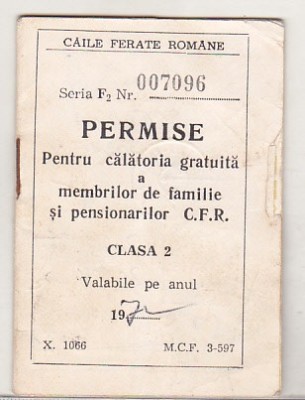 CĂILE FERATE ROMÂNE
Seria F₂ Nr. 007096
PERMISE
Pentru călătoria gratuită
a
membrilor de familie
și pensionarilor C.F.R.
CLASA 2
Valabile pe anul
197
X. 1066 M.C.F. 3-597